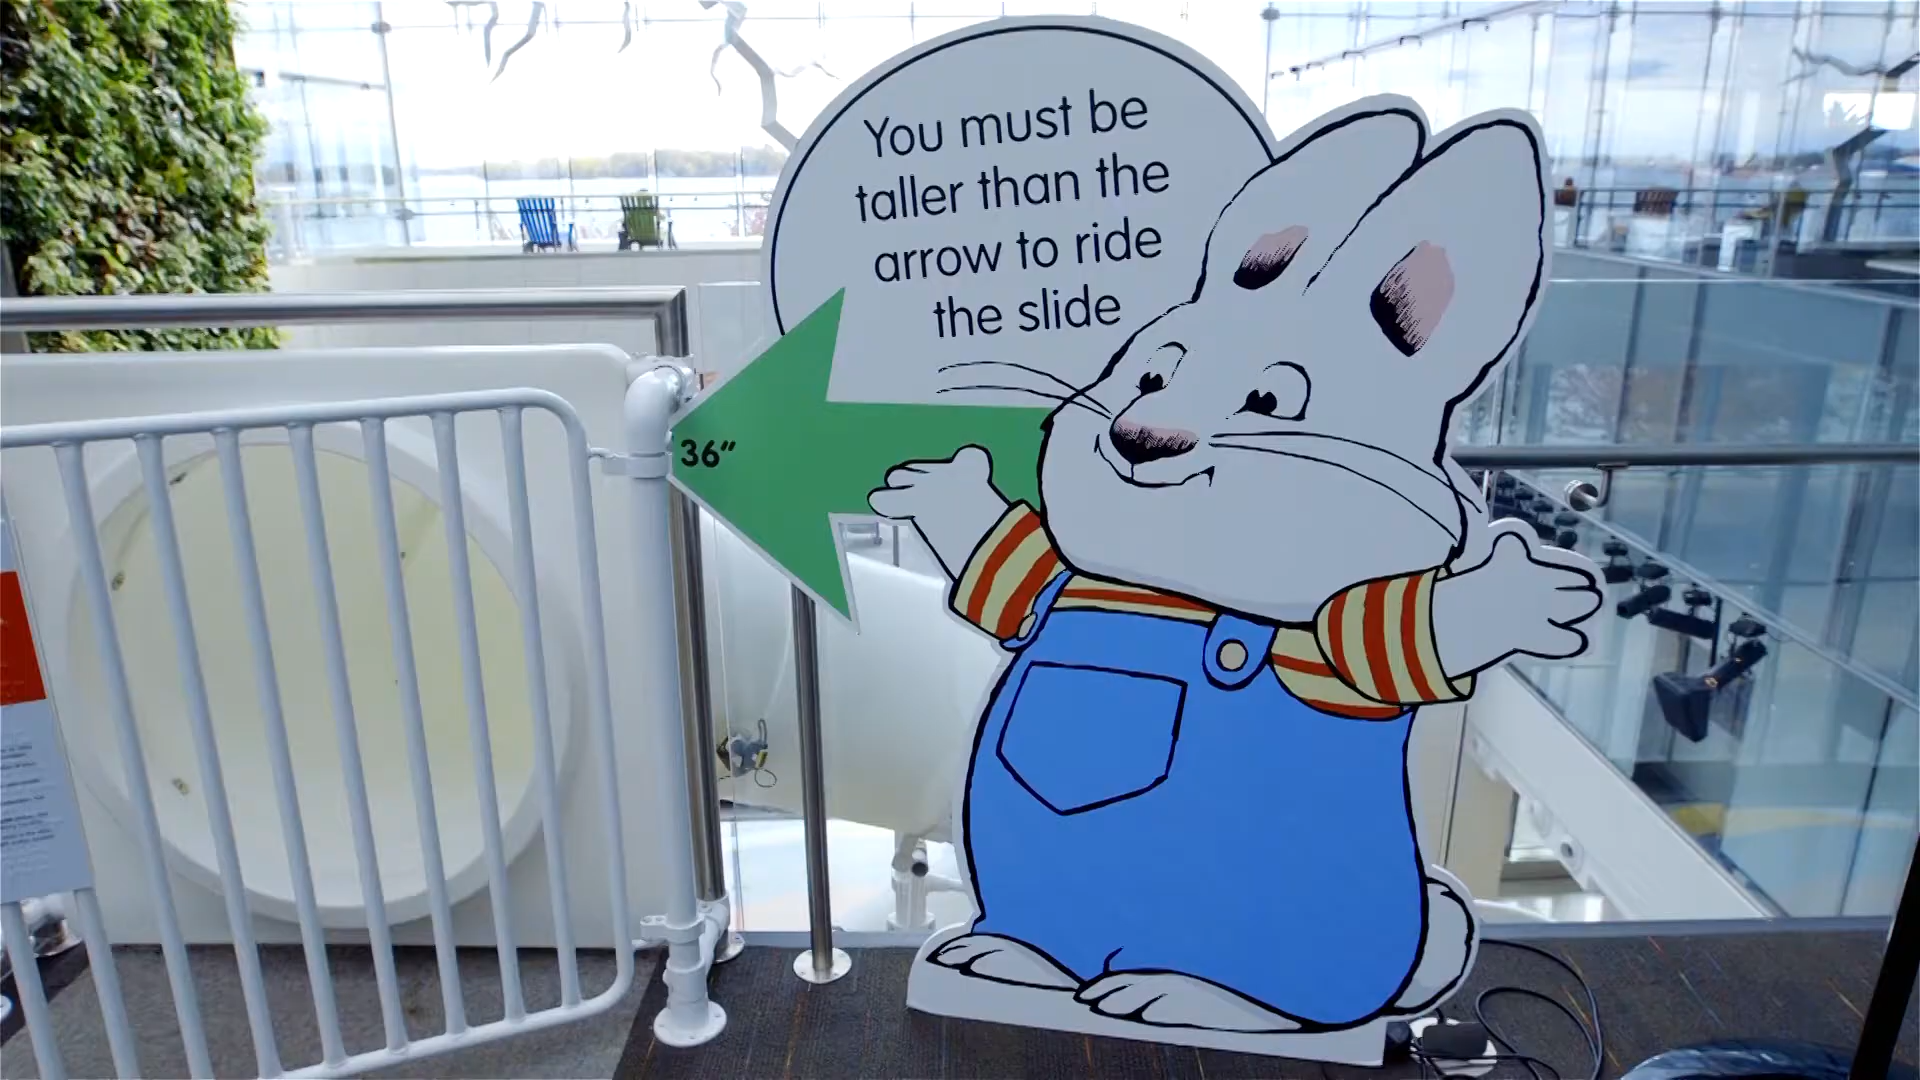 You must be
taller than the
arrow to ride
the slide
36"